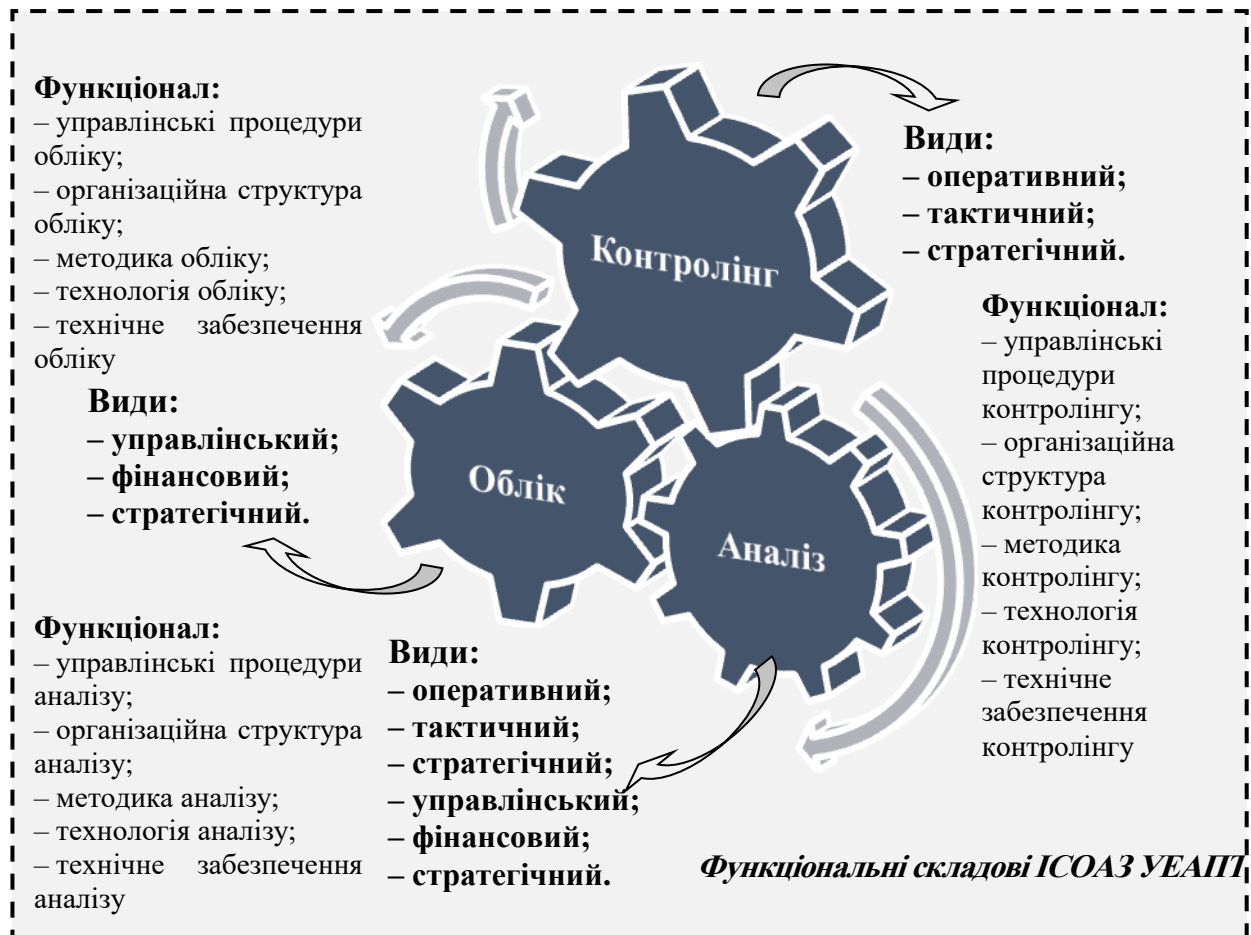 Функціонал:
– управлінські процедури
обліку;
– організаційна структура
обліку;
– методика обліку;
– технологія обліку;
– технічне забезпечення
обліку
Види:
– управлінський;
– фінансовий;
– стратегічний.
Контролінг
Облік
Аналіз
Види:
– оперативний;
– тактичний;
– стратегічний.
Функціонал:
– управлінські
процедури
контролінгу;
– організаційна
структура
контролінгу;
– методика
контролінгу;
– технологія
контролінгу;
– технічне
забезпечення
контролінгу
Функціонал:
– управлінські процедури
аналізу;
– організаційна структура
аналізу;
– методика аналізу;
– технологія аналізу;
– технічне забезпечення
аналізу
Види:
– оперативний;
– тактичний;
– стратегічний;
– управлінський;
– фінансовий;
– стратегічний.
Функціональні складові ІСОАЗ УЕАПТ